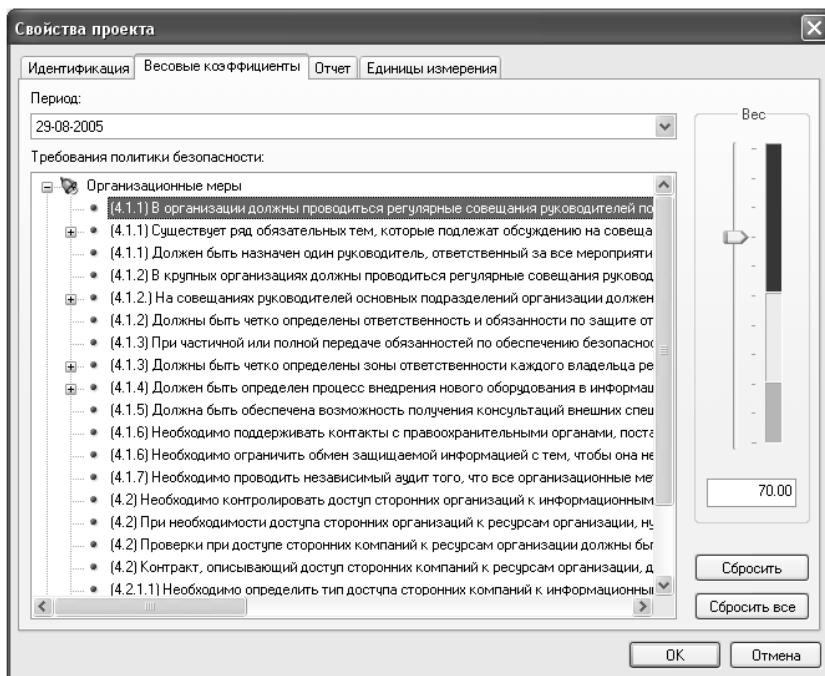 Свойства проекта
Идентификация Весовые коэффициенты Отчет Единицы измерения
Период:
29-08-2005
Вес
Требования политики безопасности:
Организационные меры
(4.1.1) В организации должны проводиться регулярные совещания руководителей по
(4.1.1) Существует ряд обязательных тем, которые подлежат обсуждению на совеща
(4.1.1) Должен быть назначен один руководитель, ответственный за все мероприяти
(4.1.2) В крупных организациях должны проводиться регулярные совещания руковод
(4.1.2.) На совещаниях руководителей основных подразделений организации должен
(4.1.2) Должны быть четко определены ответственность и обязанности по защите от
(4.1.3) При частичной или полной передаче обязанностей по обеспечению безопаснос
(4.1.3) Должны быть четко определены зоны ответственности каждого владельца ре
(4.1.4) Должен быть определен процесс внедрения нового оборудования в информац
(4.1.5) Должна быть обеспечена возможность получения консультаций внешних спец
(4.1.6) Необходимо поддерживать контакты с правоохранительными органами, поста
(4.1.6) Необходимо ограничить обмен защищаемой информацией с тем, чтобы она не
(4.1.7) Необходимо проводить независимый аудит того, что все организационные ме
(4.2) Необходимо контролировать доступ сторонних организаций к информационным
(4.2) При необходимости доступа сторонних организаций к ресурсам организации, ну
(4.2) Проверки при доступе сторонних компаний к ресурсам организации должны бы
(4.2) Контракт, описывающий доступ сторонних компаний к ресурсам организации, д
(4.2.1.1) Необходимо определить тип доступа сторонних компаний к информационны
70.00
Сбросить
Сбросить все
OK Отмена